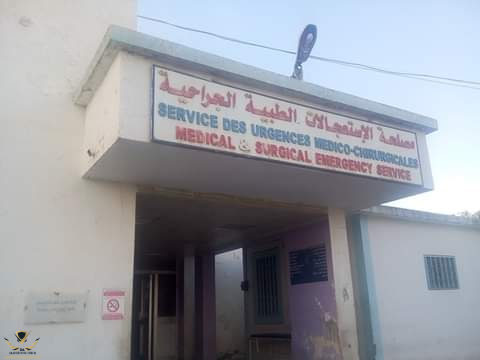 مصلحة الإستعجالات الطبية الجراحية
SERVICE DES URGENCES MEDICO-CHIRURGICALES
MEDICAL & SURGICAL EMERGENCY SERVICE